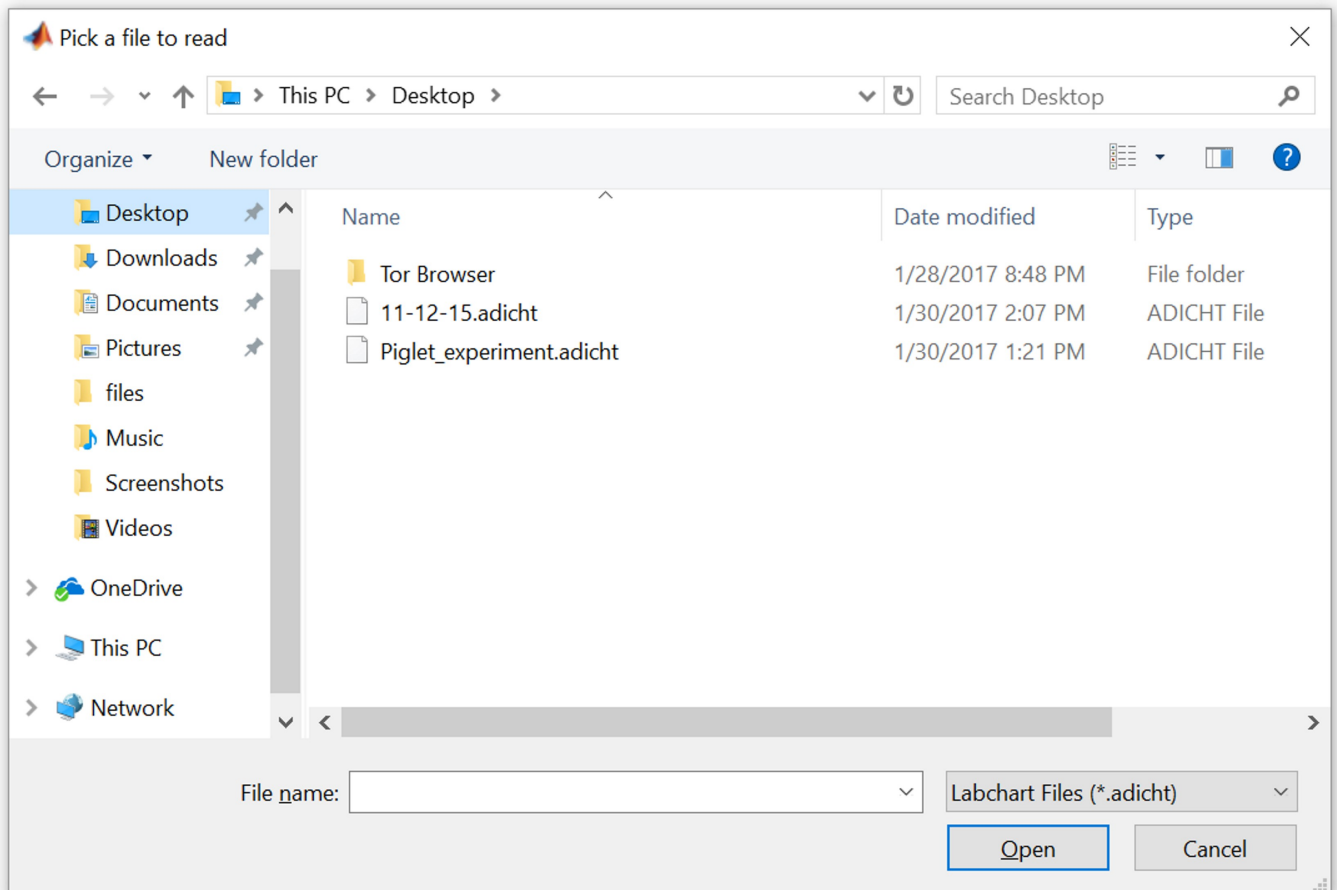 Pick a file to read
This PC > Desktop >
Search Desktop
Organize
New folder
Name Date modified Type
Desktop
Downloads
Documents
Pictures
files
Music
Screenshots
Videos
OneDrive
This PC
Network
Tor Browser 1/28/2017 8:48 PM File folder
11-12-15.adicht 1/30/2017 2:07 PM ADICHT File
Piglet_experiment.adicht 1/30/2017 1:21 PM ADICHT File
File name:
Labchart Files (*.adicht)
Open
Cancel